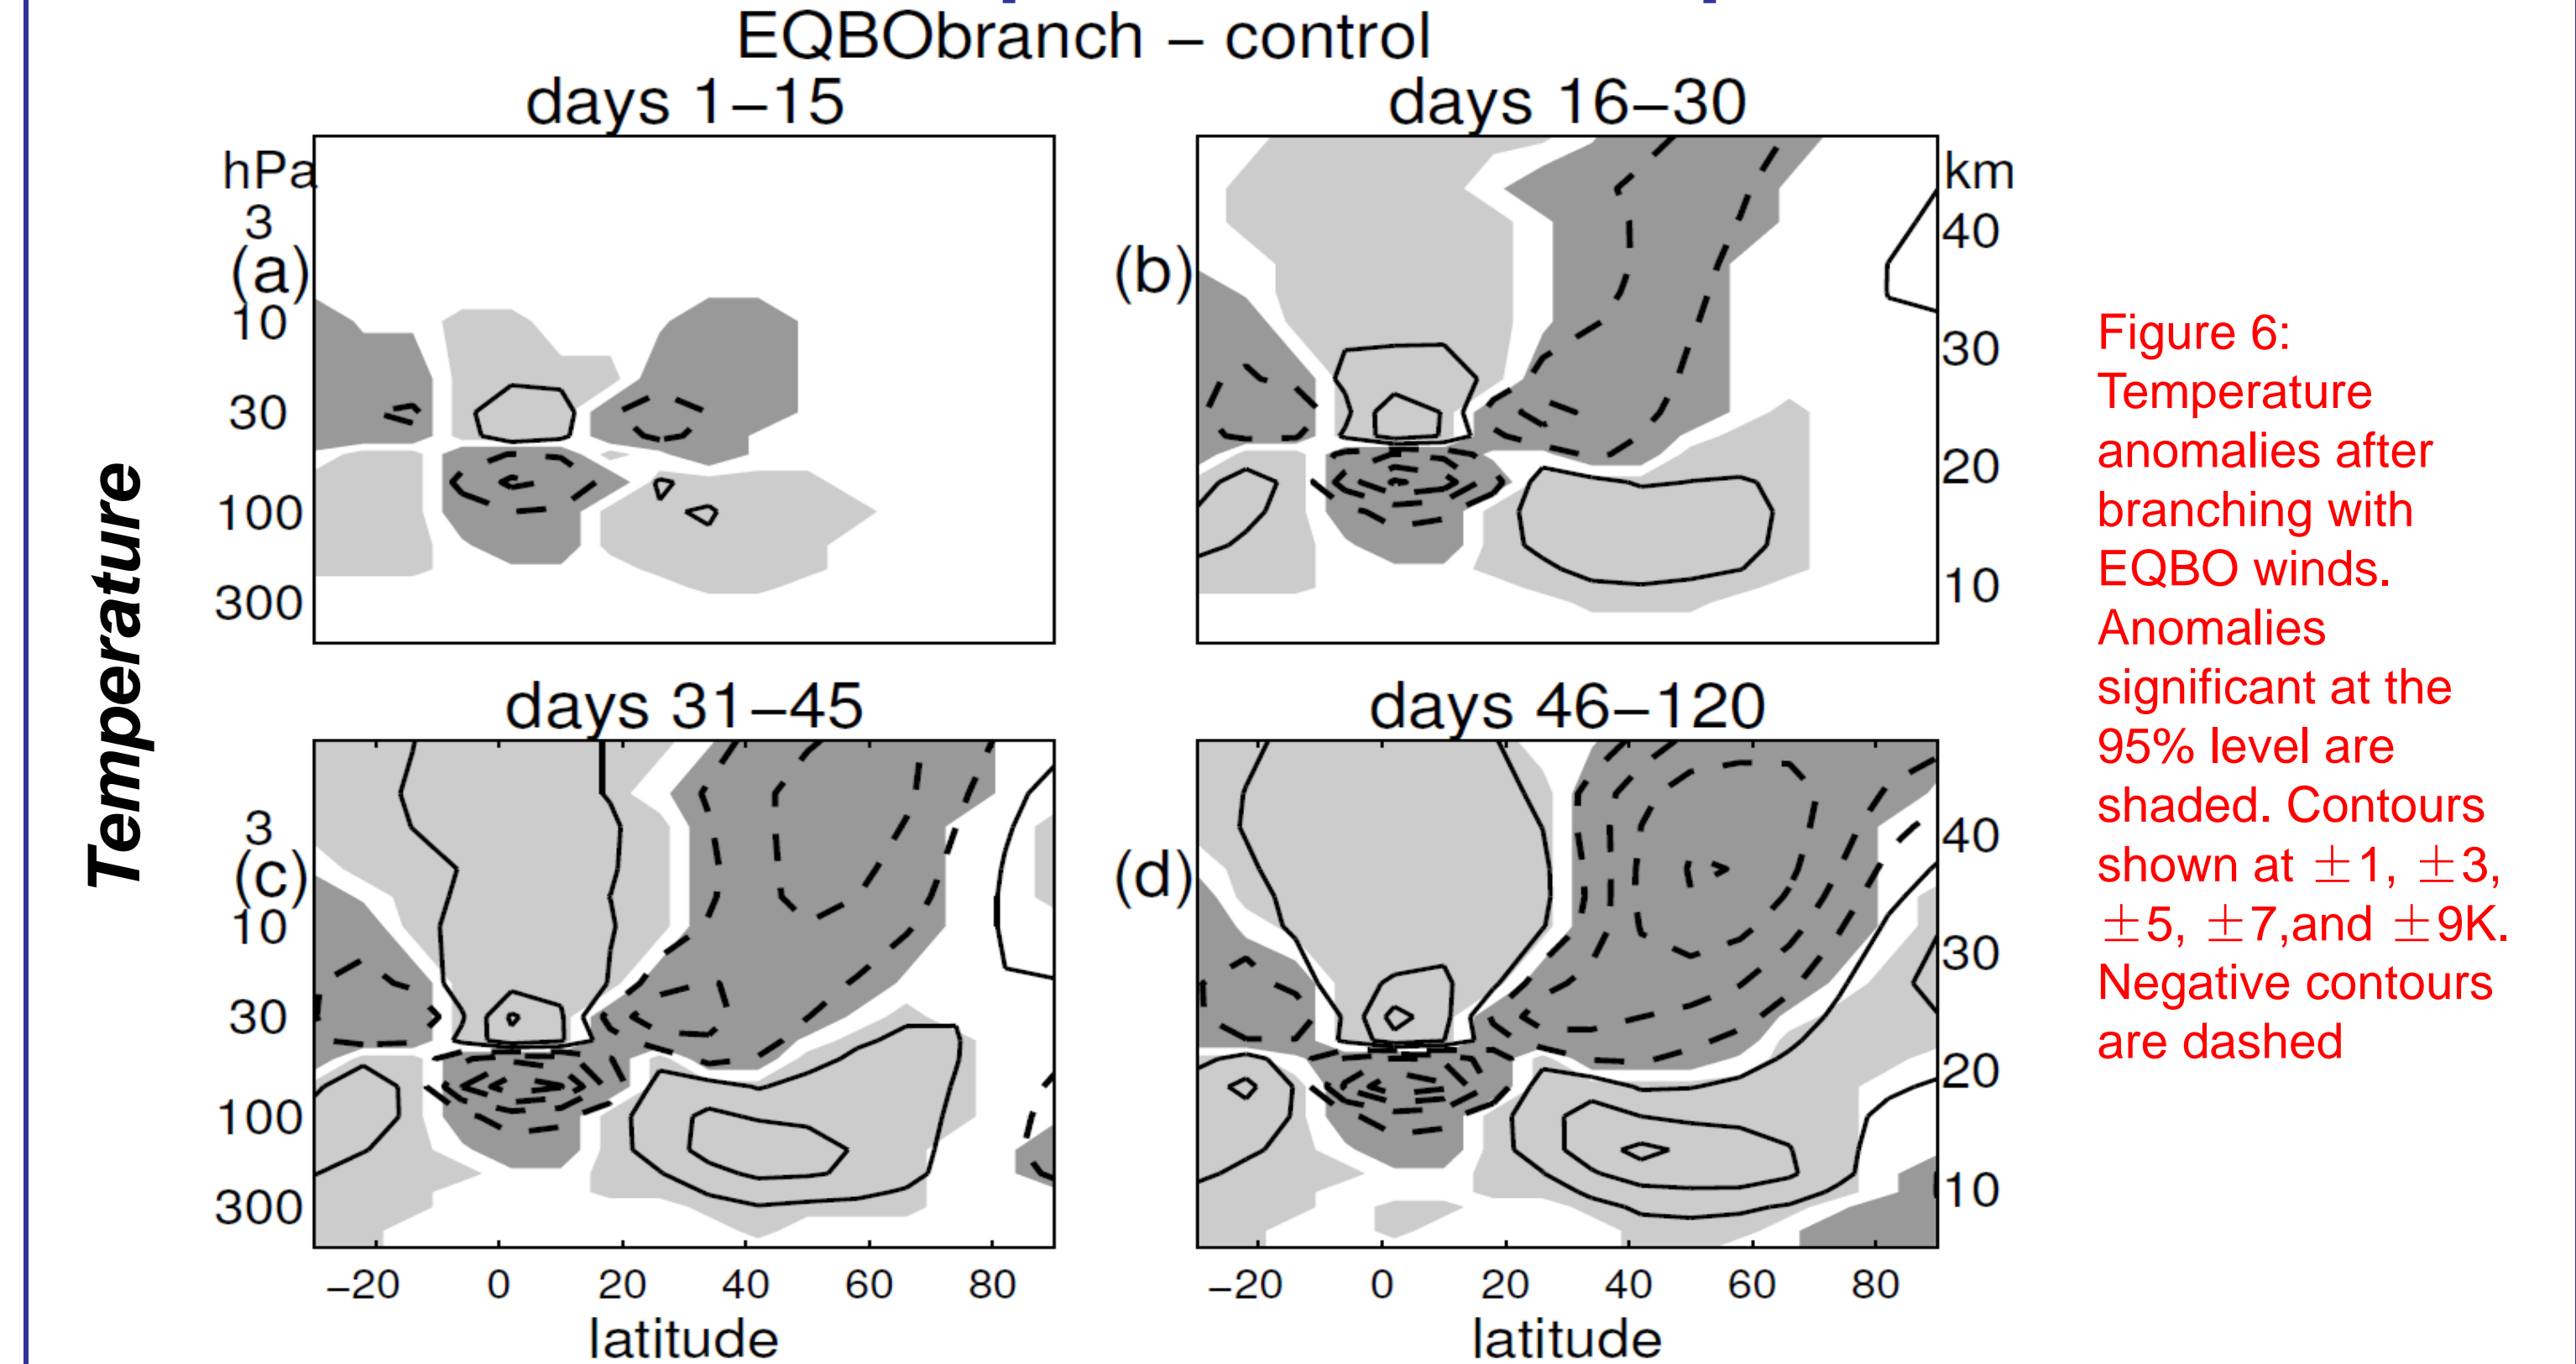 EQBObranch – control
days 1–15
days 16–30
hPa
km
3
40
(a)
(b)
10
30
30
20
100
10
300
Temperature
days 31–45
days 46–120
3
40
(c)
(d)
10
30
30
20
100
10
300
−20 0 20 40 60 80
−20 0 20 40 60 80
latitude
latitude
Figure 6:
Temperature
anomalies after
branching with
EQBO winds.
Anomalies
significant at the
95% level are
shaded. Contours
shown at ±1, ±3,
±5, ±7,and ±9K.
Negative contours
are dashed